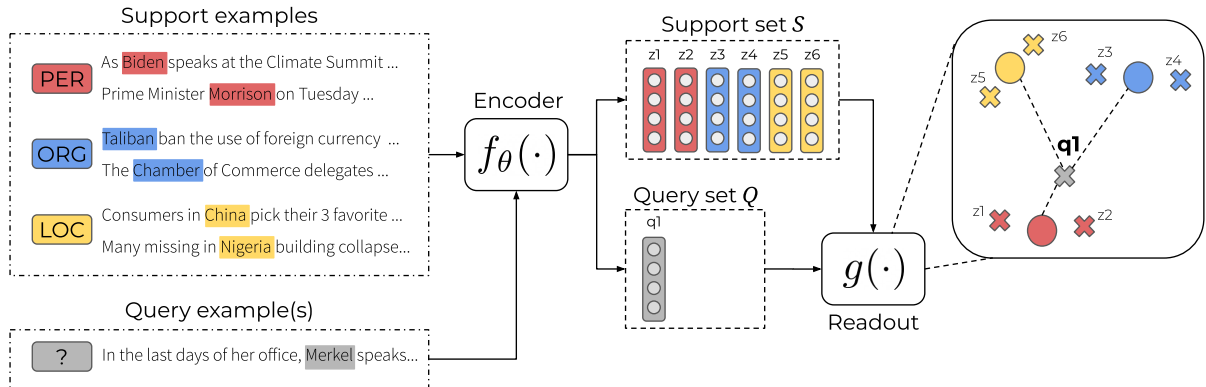 Support examples
PER
As Biden speaks at the Climate Summit ...
Prime Minister Morrison on Tuesday ...
ORG
Taliban ban the use of foreign currency ...
The Chamber of Commerce delegates ...
LOC
Consumers in China pick their 3 favorite ...
Many missing in Nigeria building collapse...
Query example(s)
?
In the last days of her office, Merkel speaks...
Encoder
f_θ(·)
Support set S
z1 z2 z3 z4 z5 z6
Query set Q
q1
g(·)
Readout
z6
z3
z4
z5
q1
z1
z2